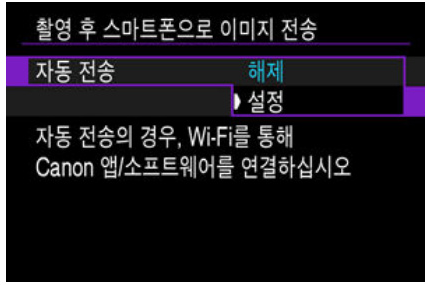 촬영 후 스마트폰으로 이미지 전송
자동 전송 해제
설정
자동 전송의 경우, Wi-Fi를 통해
Canon 앱/소프트웨어를 연결하십시오